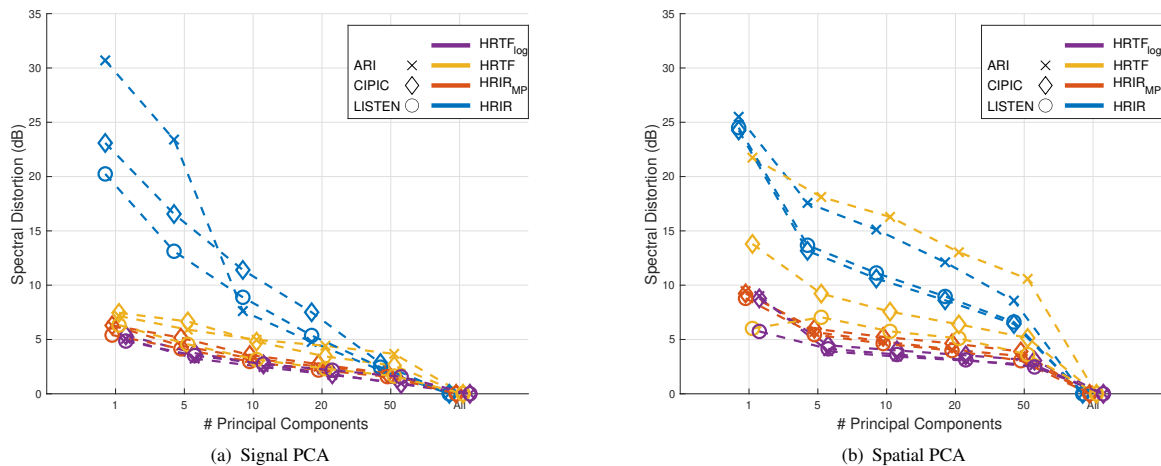 35
30
25
20
15
10
5
0
Spectral Distortion (dB)
1 5 10 20 50 All
# Principal Components
HRTFlog
ARI HRTF
CIPIC HRIRMP
LISTEN HRIR
(a) Signal PCA
35
30
25
20
15
10
5
0
Spectral Distortion (dB)
1 5 10 20 50 All
# Principal Components
HRTFlog
ARI HRTF
CIPIC HRIRMP
LISTEN HRIR
(b) Spatial PCA